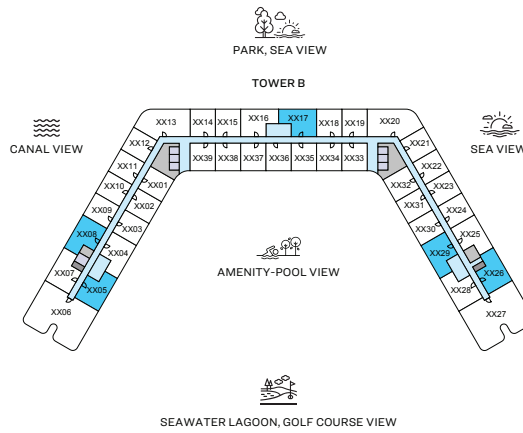 PARK, SEA VIEW
TOWER B
CANAL VIEW
SEA VIEW
XX13
XX14
XX15
XX16
XX17
XX18
XX19
XX20
XX12
XX39
XX38
XX37
XX36
XX35
XX34
XX33
XX21
XX11
XX01
XX32
XX22
XX10
XX02
XX31
XX23
XX09
XX03
XX30
XX24
XX08
XX04
XX29
XX25
XX07
XX05
XX28
XX26
XX06
XX27
AMENITY-POOL VIEW
SEAWATER LAGOON, GOLF COURSE VIEW